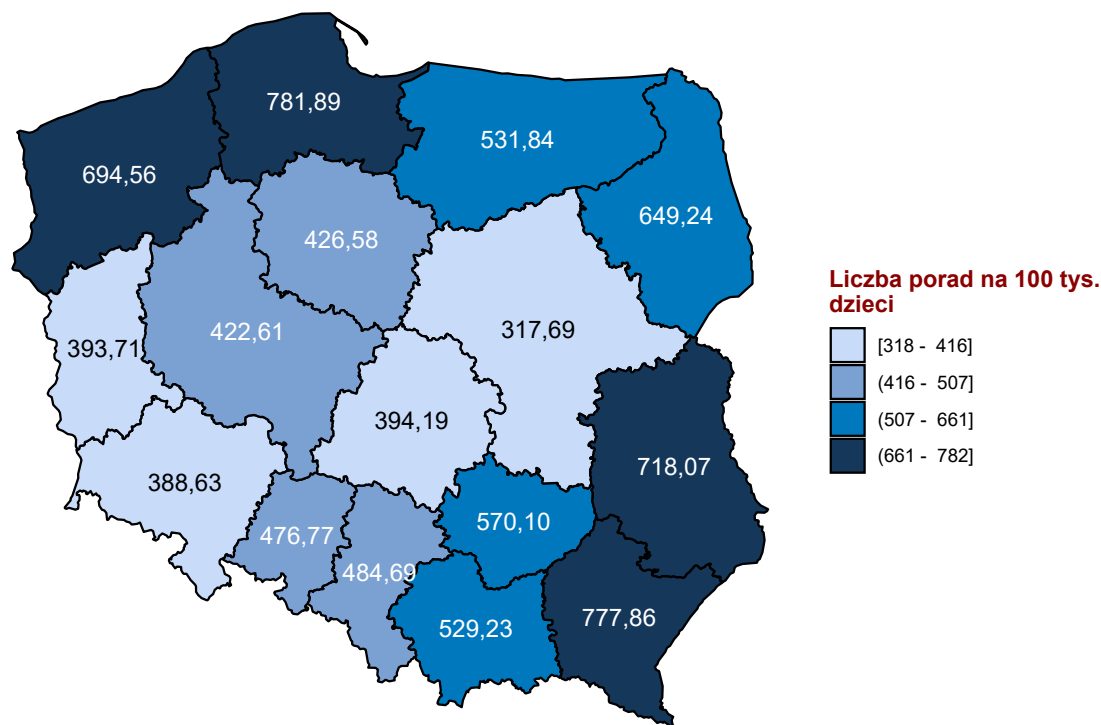 781,89
531,84
694,56
649,24
426,58
422,61
317,69
393,71
394,19
718,07
388,63
570,10
476,77
484,69
777,86
529,23
Liczba porad na 100 tys.
dzieci
[318 - 416]
(416 - 507]
(507 - 661]
(661 - 782]